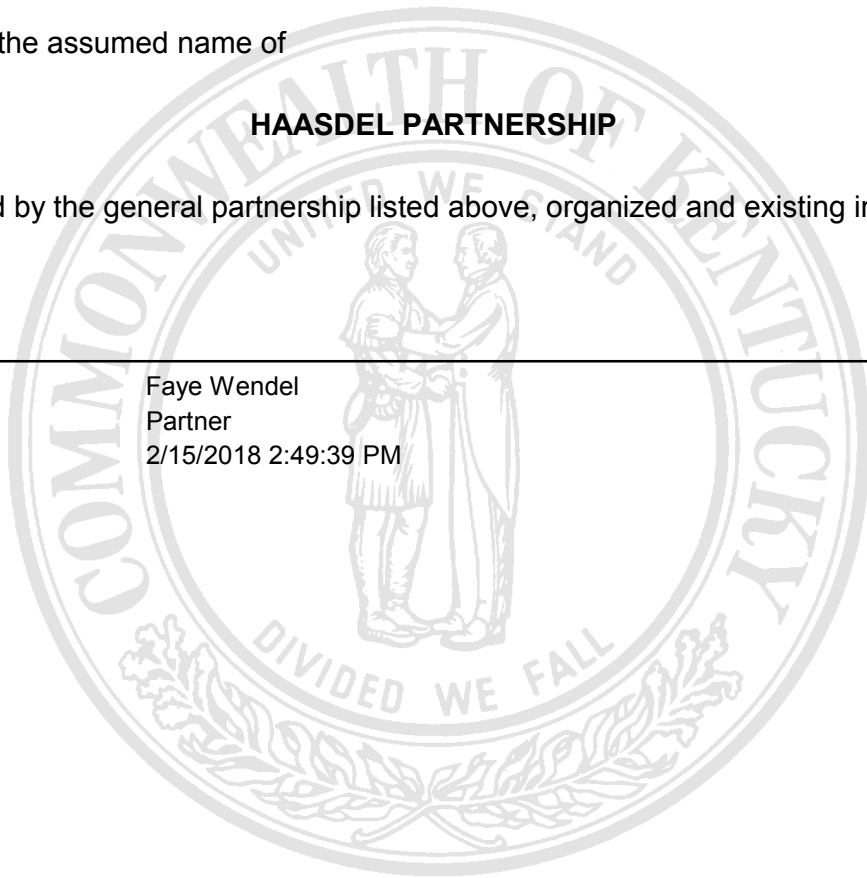 the assumed name of
HAASDEL PARTNERSHIP
by the general partnership listed above, organized and existing
Faye Wendel
Partner
2/15/2018 2:49:39 PM
COMMONWEALTH OF KENTUCKY
UNITED WE STAND
DIVIDED WE FALL